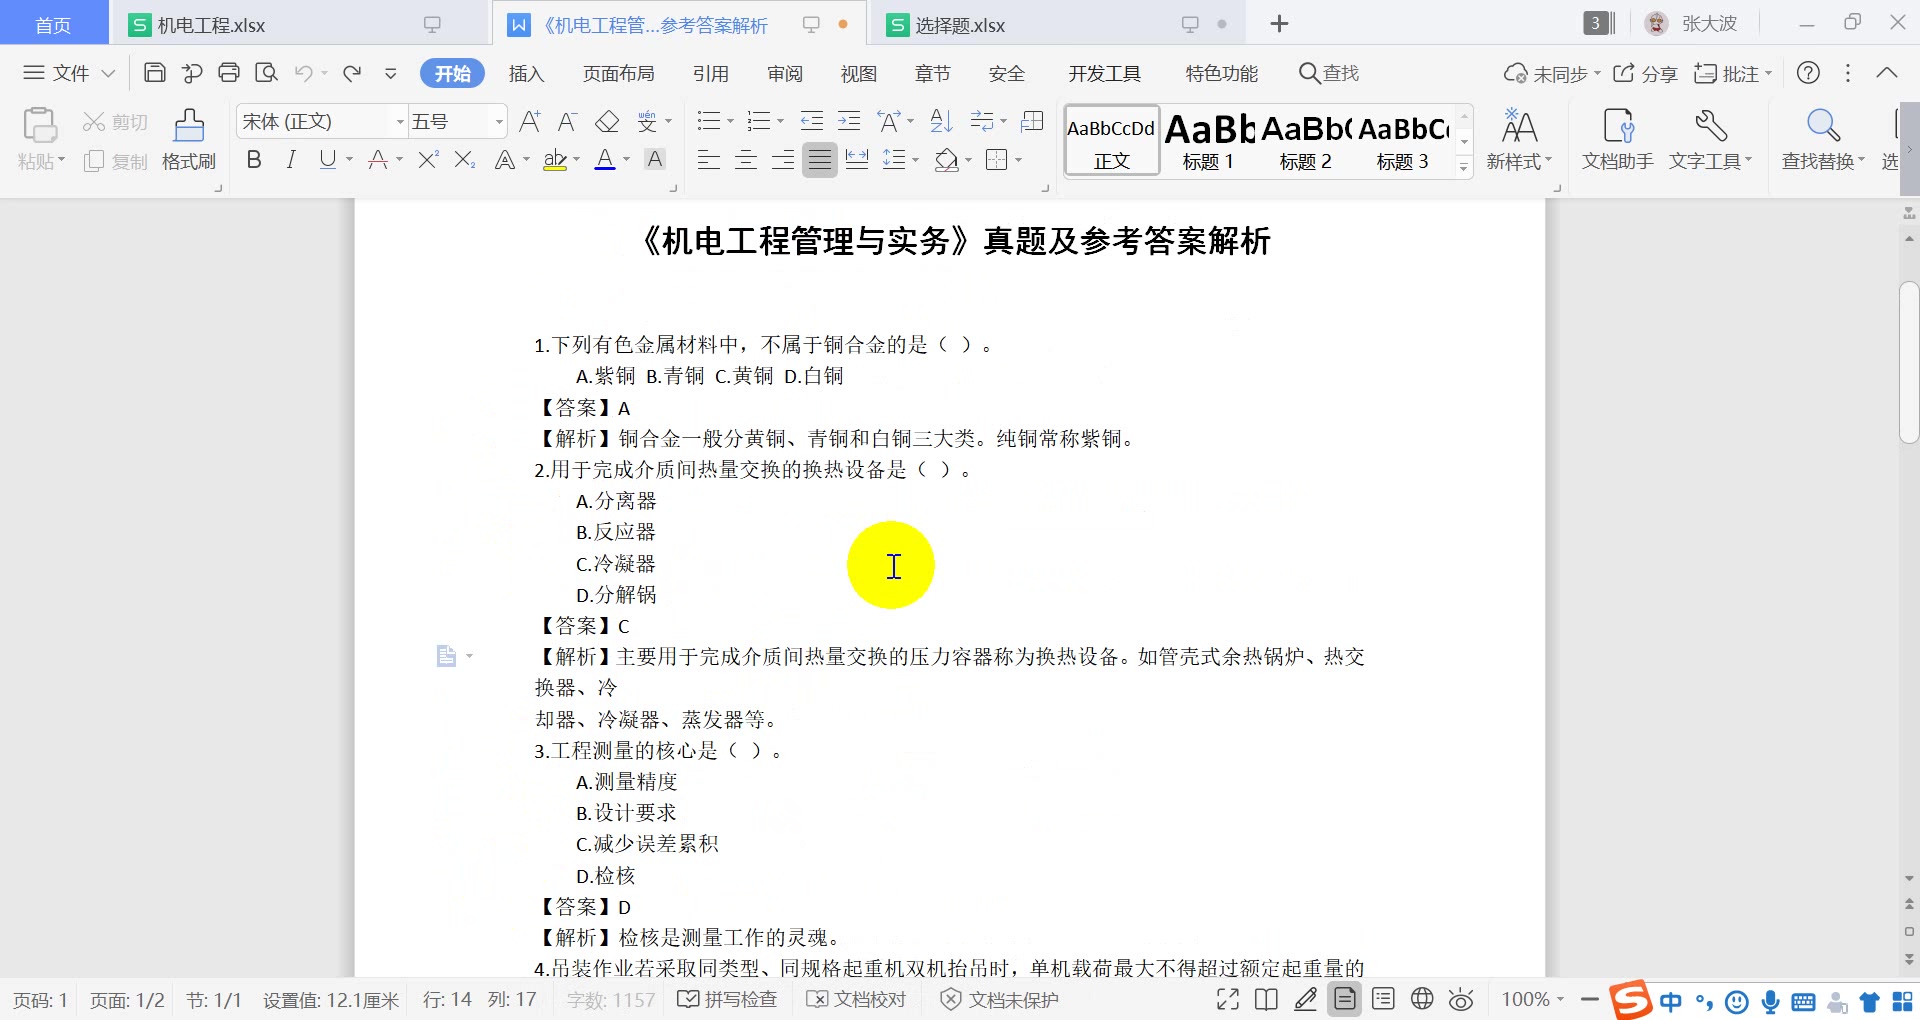 首页
机电工程.xlsx
《机电工程管...参考答案解析
选择题.xlsx
3
张大波
文件
开始
插入
页面布局
引用
审阅
视图
章节
安全
开发工具
特色功能
查找
未同步
分享
批注
粘贴
剪切
复制
格式刷
宋体 (正文)
五号
AaBbCcDd
正文
AaBb
标题 1
AaBb(
标题 2
AaBbC
标题 3
新样式
文档助手
文字工具
查找替换
选
《机电工程管理与实务》真题及参考答案解析
1.下列有色金属材料中，不属于铜合金的是（ ）。
A.紫铜 B.青铜 C.黄铜 D.白铜
【答案】A
【解析】铜合金一般分黄铜、青铜和白铜三大类。纯铜常称紫铜。
2.用于完成介质间热量交换的换热设备是（ ）。
A.分离器
B.反应器
C.冷凝器
D.分解锅
【答案】C
【解析】主要用于完成介质间热量交换的压力容器称为换热设备。如管壳式余热锅炉、热交
换器、冷
却器、冷凝器、蒸发器等。
3.工程测量的核心是（ ）。
A.测量精度
B.设计要求
C.减少误差累积
D.检核
【答案】D
【解析】检核是测量工作的灵魂。
4.吊装作业若采取同类型、同规格起重机双机抬吊时，单机载荷最大不得超过额定起重量的
页码: 1
页面: 1/2
节: 1/1
设置值: 12.1厘米
行: 14
列: 17
字数: 1157
拼写检查
文档校对
文档未保护
100%
中